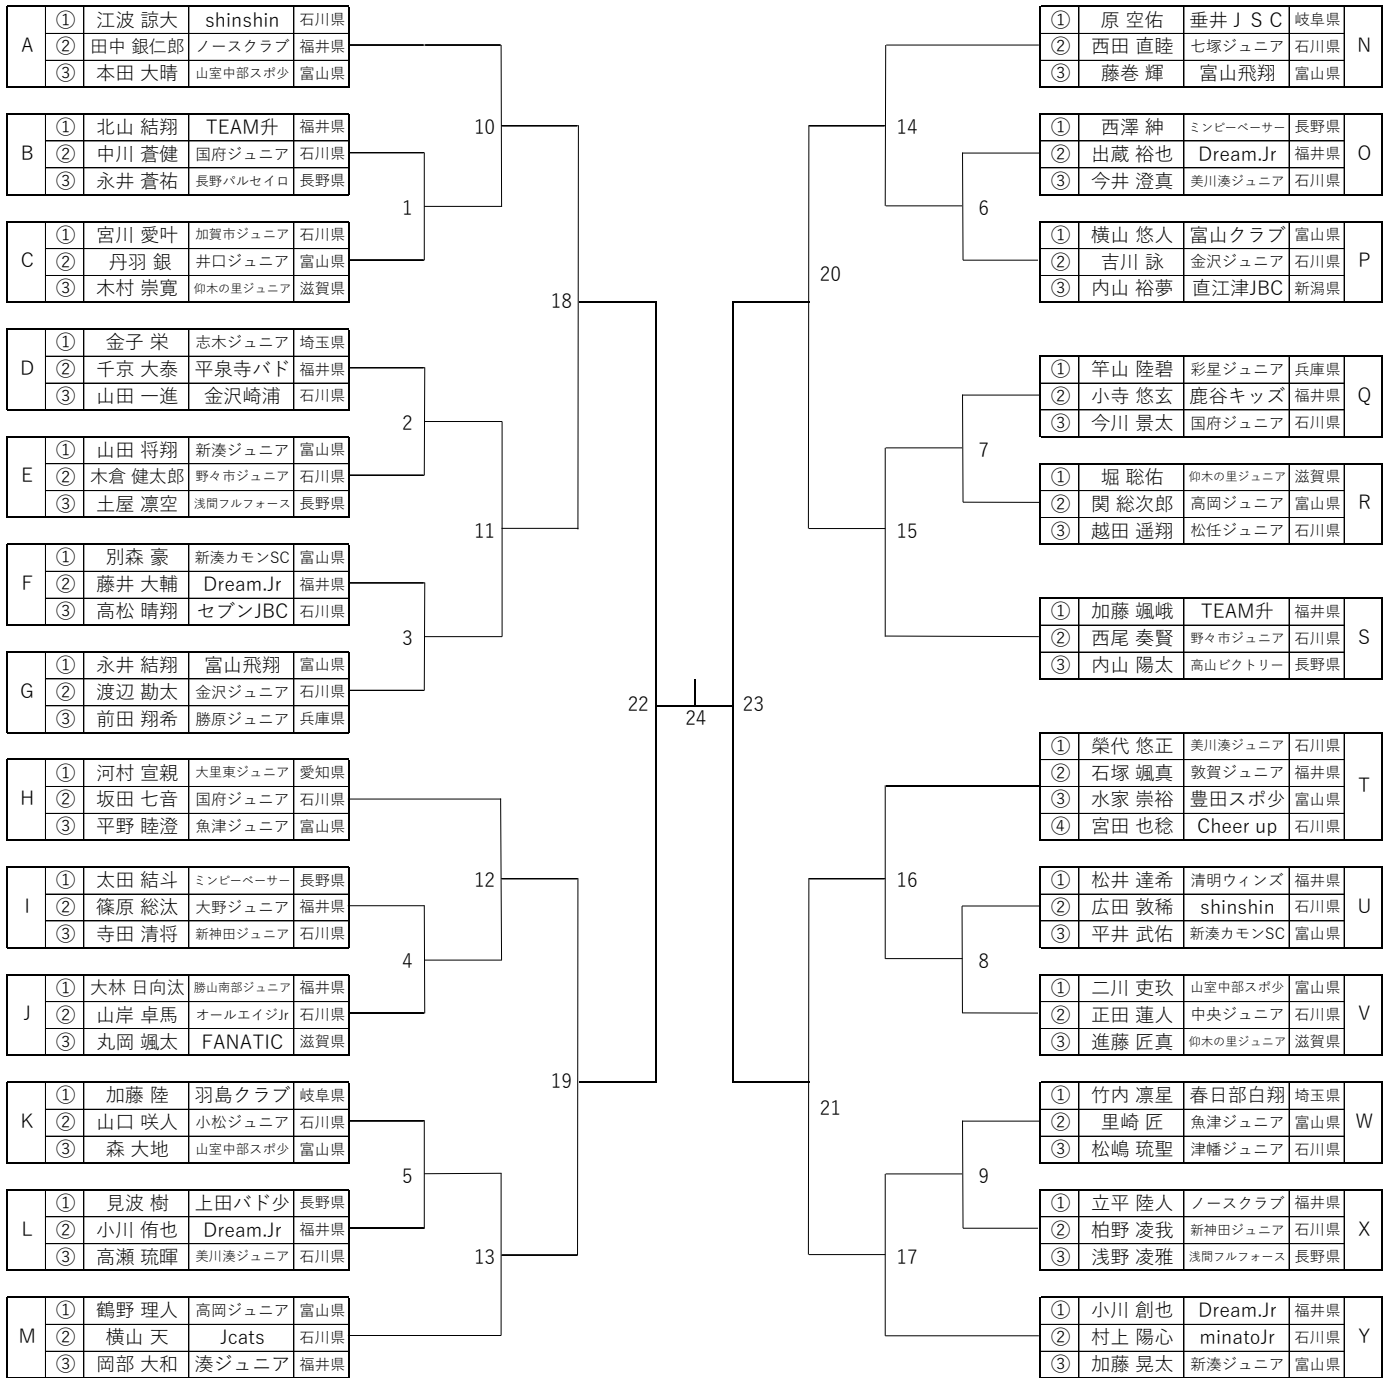 A ① 江波 諒大 shinshin 石川県
② 田中 銀仁郎 ノースクラブ 福井県
③ 本田 大晴 山室中部スポ少 富山県
B ① 北山 結翔 TEAM升 福井県
② 中川 蒼健 国府ジュニア 石川県
③ 永井 蒼祐 長野パルセイロ 長野県
C ① 宮川 愛叶 加賀市ジュニア 石川県
② 丹羽 銀 井口ジュニア 富山県
③ 木村 崇寛 仰木の里ジュニア 滋賀県
D ① 金子 栄 志木ジュニア 埼玉県
② 千京 大泰 平泉寺バド 福井県
③ 山田 一進 金沢崎浦 石川県
E ① 山田 将翔 新湊ジュニア 富山県
② 木倉 健太郎 野々市ジュニア 石川県
③ 土屋 凛空 浅間フルフォース 長野県
F ① 別森 豪 新湊カモンSC 富山県
② 藤井 大輔 Dream.Jr 福井県
③ 高松 晴翔 セブンJBC 石川県
G ① 永井 結翔 富山飛翔 富山県
② 渡辺 勘太 金沢ジュニア 石川県
③ 前田 翔希 勝原ジュニア 兵庫県
H ① 河村 宣親 大里東ジュニア 愛知県
② 坂田 七音 国府ジュニア 石川県
③ 平野 睦澄 魚津ジュニア 富山県
I ① 太田 結斗 ミンピーベーサー 長野県
② 篠原 総汰 大野ジュニア 福井県
③ 寺田 清将 新神田ジュニア 石川県
J ① 大林 日向汰 勝山南部ジュニア 福井県
② 山岸 卓馬 オールエイジJr 石川県
③ 丸岡 颯太 FANATIC 滋賀県
K ① 加藤 陸 羽島クラブ 岐阜県
② 山口 咲人 小松ジュニア 石川県
③ 森 大地 山室中部スポ少 富山県
L ① 見波 樹 上田バド少 長野県
② 小川 侑也 Dream.Jr 福井県
③ 高瀬 琉暉 美川湊ジュニア 石川県
M ① 鶴野 理人 高岡ジュニア 富山県
② 横山 天 Jcats 石川県
③ 岡部 大和 湊ジュニア 福井県
10
1
18
2
11
3
22
24
23
12
4
19
5
13
14
6
20
7
15
16
8
21
9
17
① 原 空佑 垂井ＪＳＣ 岐阜県 N
② 西田 直睦 七塚ジュニア 石川県
③ 藤巻 輝 富山飛翔 富山県
① 西澤 紳 ミンピーベーサー 長野県 O
② 出蔵 裕也 Dream.Jr 福井県
③ 今井 澄真 美川湊ジュニア 石川県
① 横山 悠人 富山クラブ 富山県 P
② 吉川 詠 金沢ジュニア 石川県
③ 内山 裕夢 直江津JBC 新潟県
① 竿山 陸碧 彩星ジュニア 兵庫県 Q
② 小寺 悠玄 鹿谷キッズ 福井県
③ 今川 景太 国府ジュニア 石川県
① 堀 聡佑 仰木の里ジュニア 滋賀県 R
② 関 総次郎 高岡ジュニア 富山県
③ 越田 遥翔 松任ジュニア 石川県
① 加藤 颯峨 TEAM升 福井県 S
② 西尾 奏賢 野々市ジュニア 石川県
③ 内山 陽太 高山ビクトリー 長野県
① 榮代 悠正 美川湊ジュニア 石川県 T
② 石塚 颯真 敦賀ジュニア 福井県
③ 水家 崇裕 豊田スポ少 富山県
④ 宮田 也稔 Cheer up 石川県
① 松井 達希 清明ウィンズ 福井県 U
② 広田 敦稀 shinshin 石川県
③ 平井 武佑 新湊カモンSC 富山県
① 二川 吏玖 山室中部スポ少 富山県 V
② 正田 蓮人 中央ジュニア 石川県
③ 進藤 匠真 仰木の里ジュニア 滋賀県
① 竹内 凛星 春日部白翔 埼玉県 W
② 里崎 匠 魚津ジュニア 富山県
③ 松嶋 琉聖 津幡ジュニア 石川県
① 立平 陸人 ノースクラブ 福井県 X
② 柏野 凌我 新神田ジュニア 石川県
③ 浅野 凌雅 浅間フルフォース 長野県
① 小川 創也 Dream.Jr 福井県 Y
② 村上 陽心 minatoJr 石川県
③ 加藤 晃太 新湊ジュニア 富山県